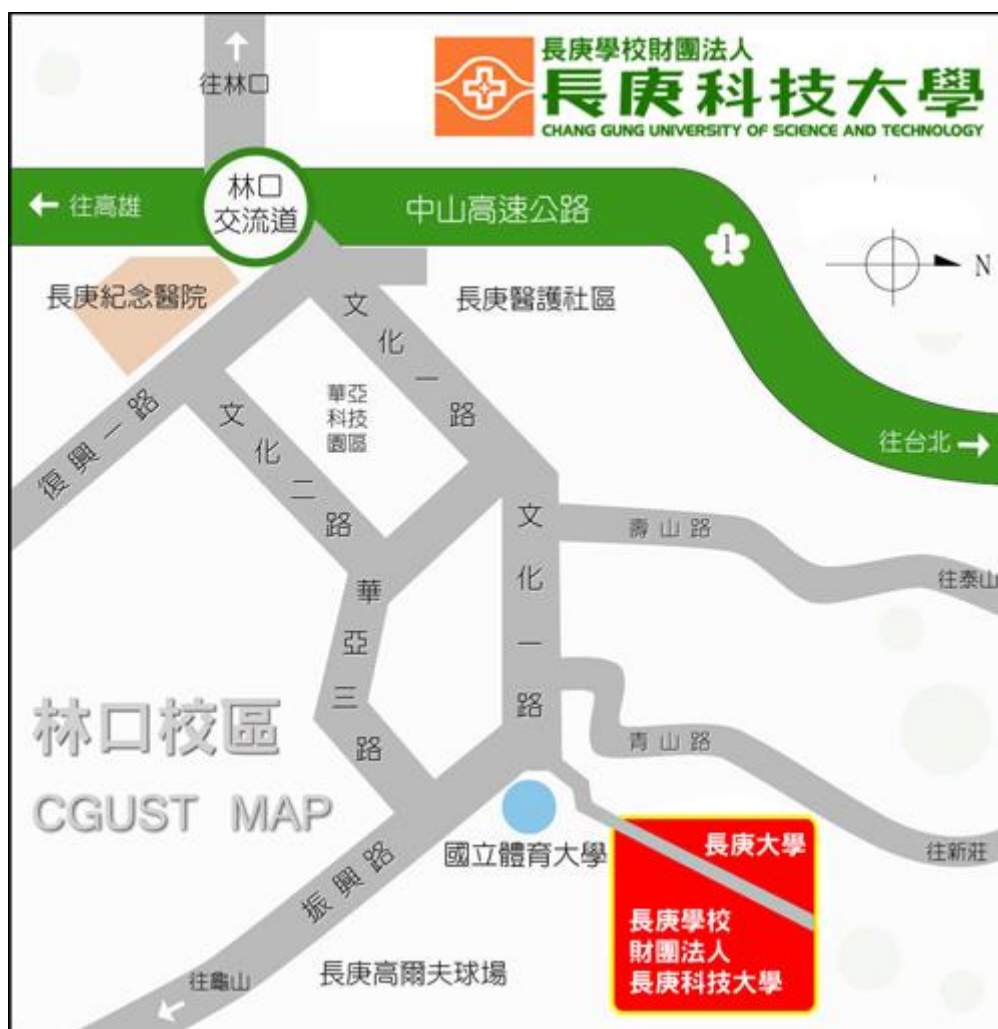 長庚學校財團法人
長庚科技大學
CHANG GUNG UNIVERSITY OF SCIENCE AND TECHNOLOGY
往林口
林口
交流道
往高雄
中山高速公路
1
N
長庚紀念醫院
長庚醫護社區
文化一路
華亞
科技
園區
文化二路
復興一路
往台北
文化一路
壽山路
往泰山
華亞三路
林口校區
CGUST MAP
青山路
往新莊
國立體育大學
長庚大學
長庚學校
財團法人
長庚科技大學
振興路
往龜山
長庚高爾夫球場